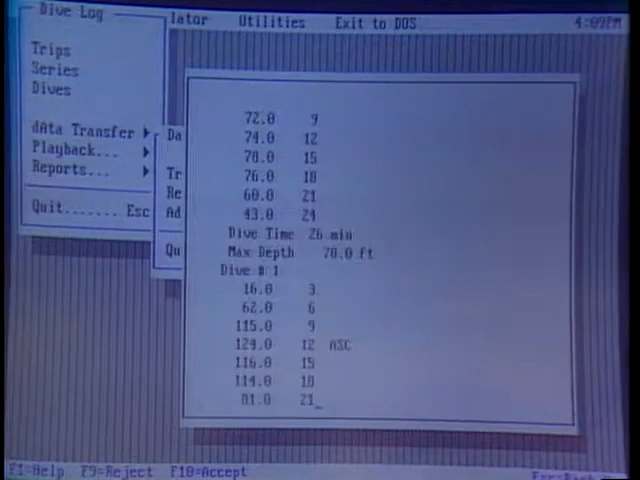 Dive Log
lator Utilities Exit to DOS 4:09PM
Trips
Series
Dives
dAta Transfer
Playback...
Reports...
Quit....... Esc
Da
Tr
Re
Ad
Qu
72.0 9
74.0 12
78.0 15
76.0 18
60.0 21
43.0 24
Dive Time 26 min
Max Depth 78.0 ft
Dive # 1
16.0 3
62.0 6
115.0 9
124.0 12 ASC
116.0 15
114.0 18
81.0 21_
F1=Help F9=Reject F10=Accept